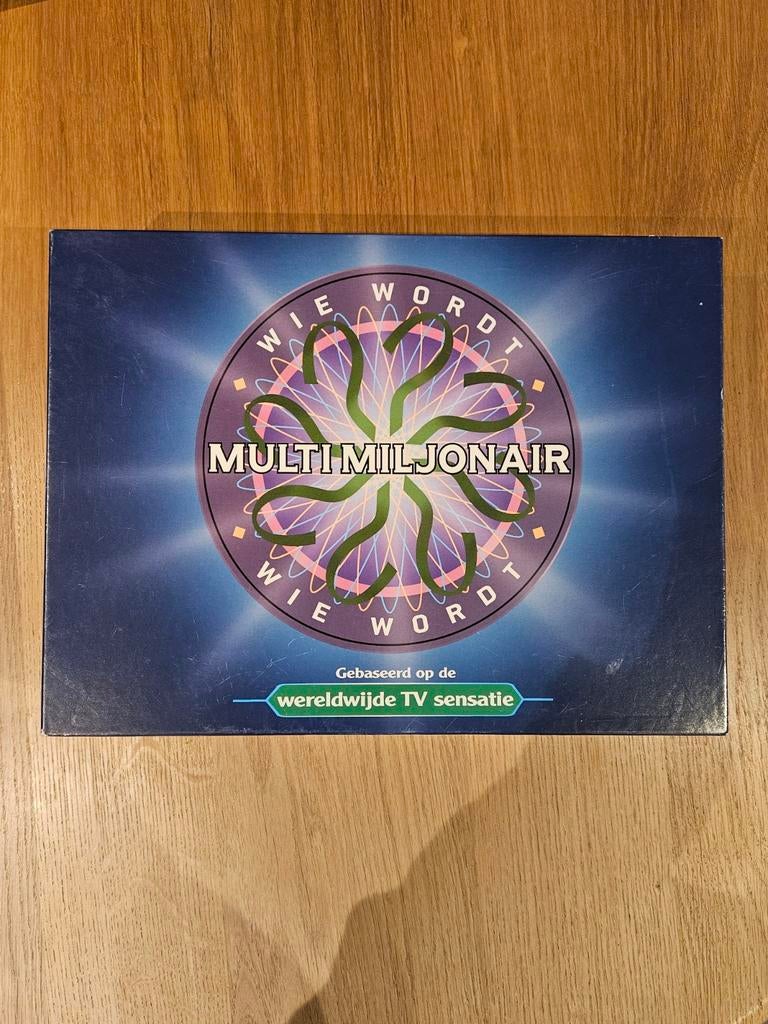 WIE WORDT
MULTI MILJONAIR
WIE WORDT
Gebaseerd op de
wereldwijde TV sensatie